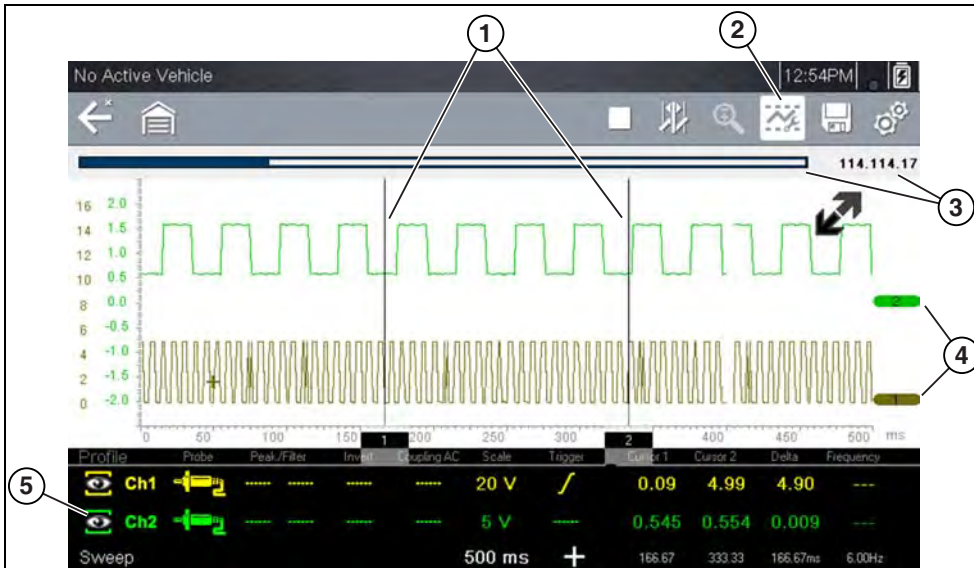 1
2
No Active Vehicle
12:54PM
114.114.17
3
16 2.0
14 1.5
12 1.0
10 0.5
8 0.0
6 -0.5
4 -1.0
2 -1.5
0 -2.0
2
1
4
0 50 100 150 200 250 300 400 450 500 ms
1 2
Profile Probe Peak/Filter Invert Coupling AC Scale Trigger Cursor 1 Cursor 2 Delta Frequency
5
Ch1 ----- ----- ----- ----- 20 V 0.09 4.99 4.90 ---
Ch2 ----- ----- ----- ----- 5 V ----- 0.545 0.554 0.009 ---
Sweep 500 ms 166.67 333.33 166.67ms 6.00Hz